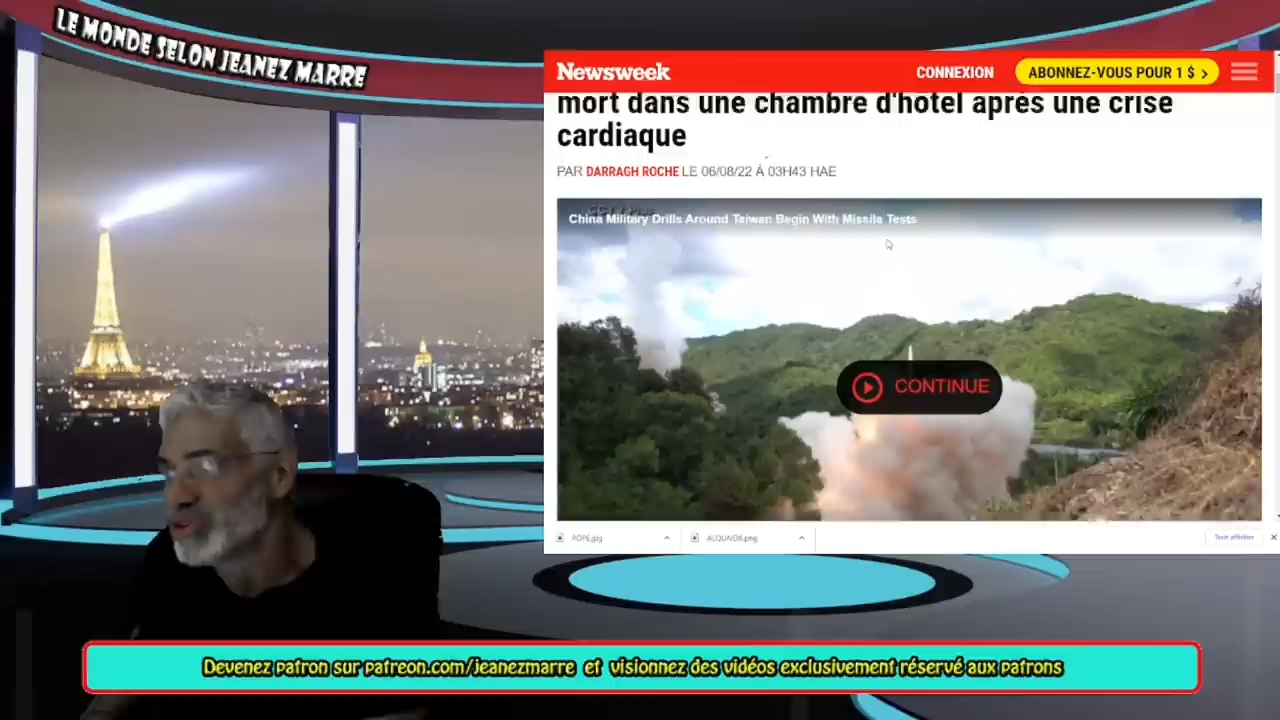 LE MONDE SELON JEANEZ MARRE
Newsweek
CONNEXION
ABONNEZ-VOUS POUR 1 $ >
mort dans une chambre d'hôtel après une crise
cardiaque
PAR DARRAGH ROCHE LE 06/08/22 À 03H43 HAE
China Military Drills Around Taiwan Begin With Missile Tests
CONTINUE
POPE.jpg
Tout afficher
Devenez patron sur patreon.com/jeanezmarre et visionnez des vidéos exclusivement réservé aux patrons